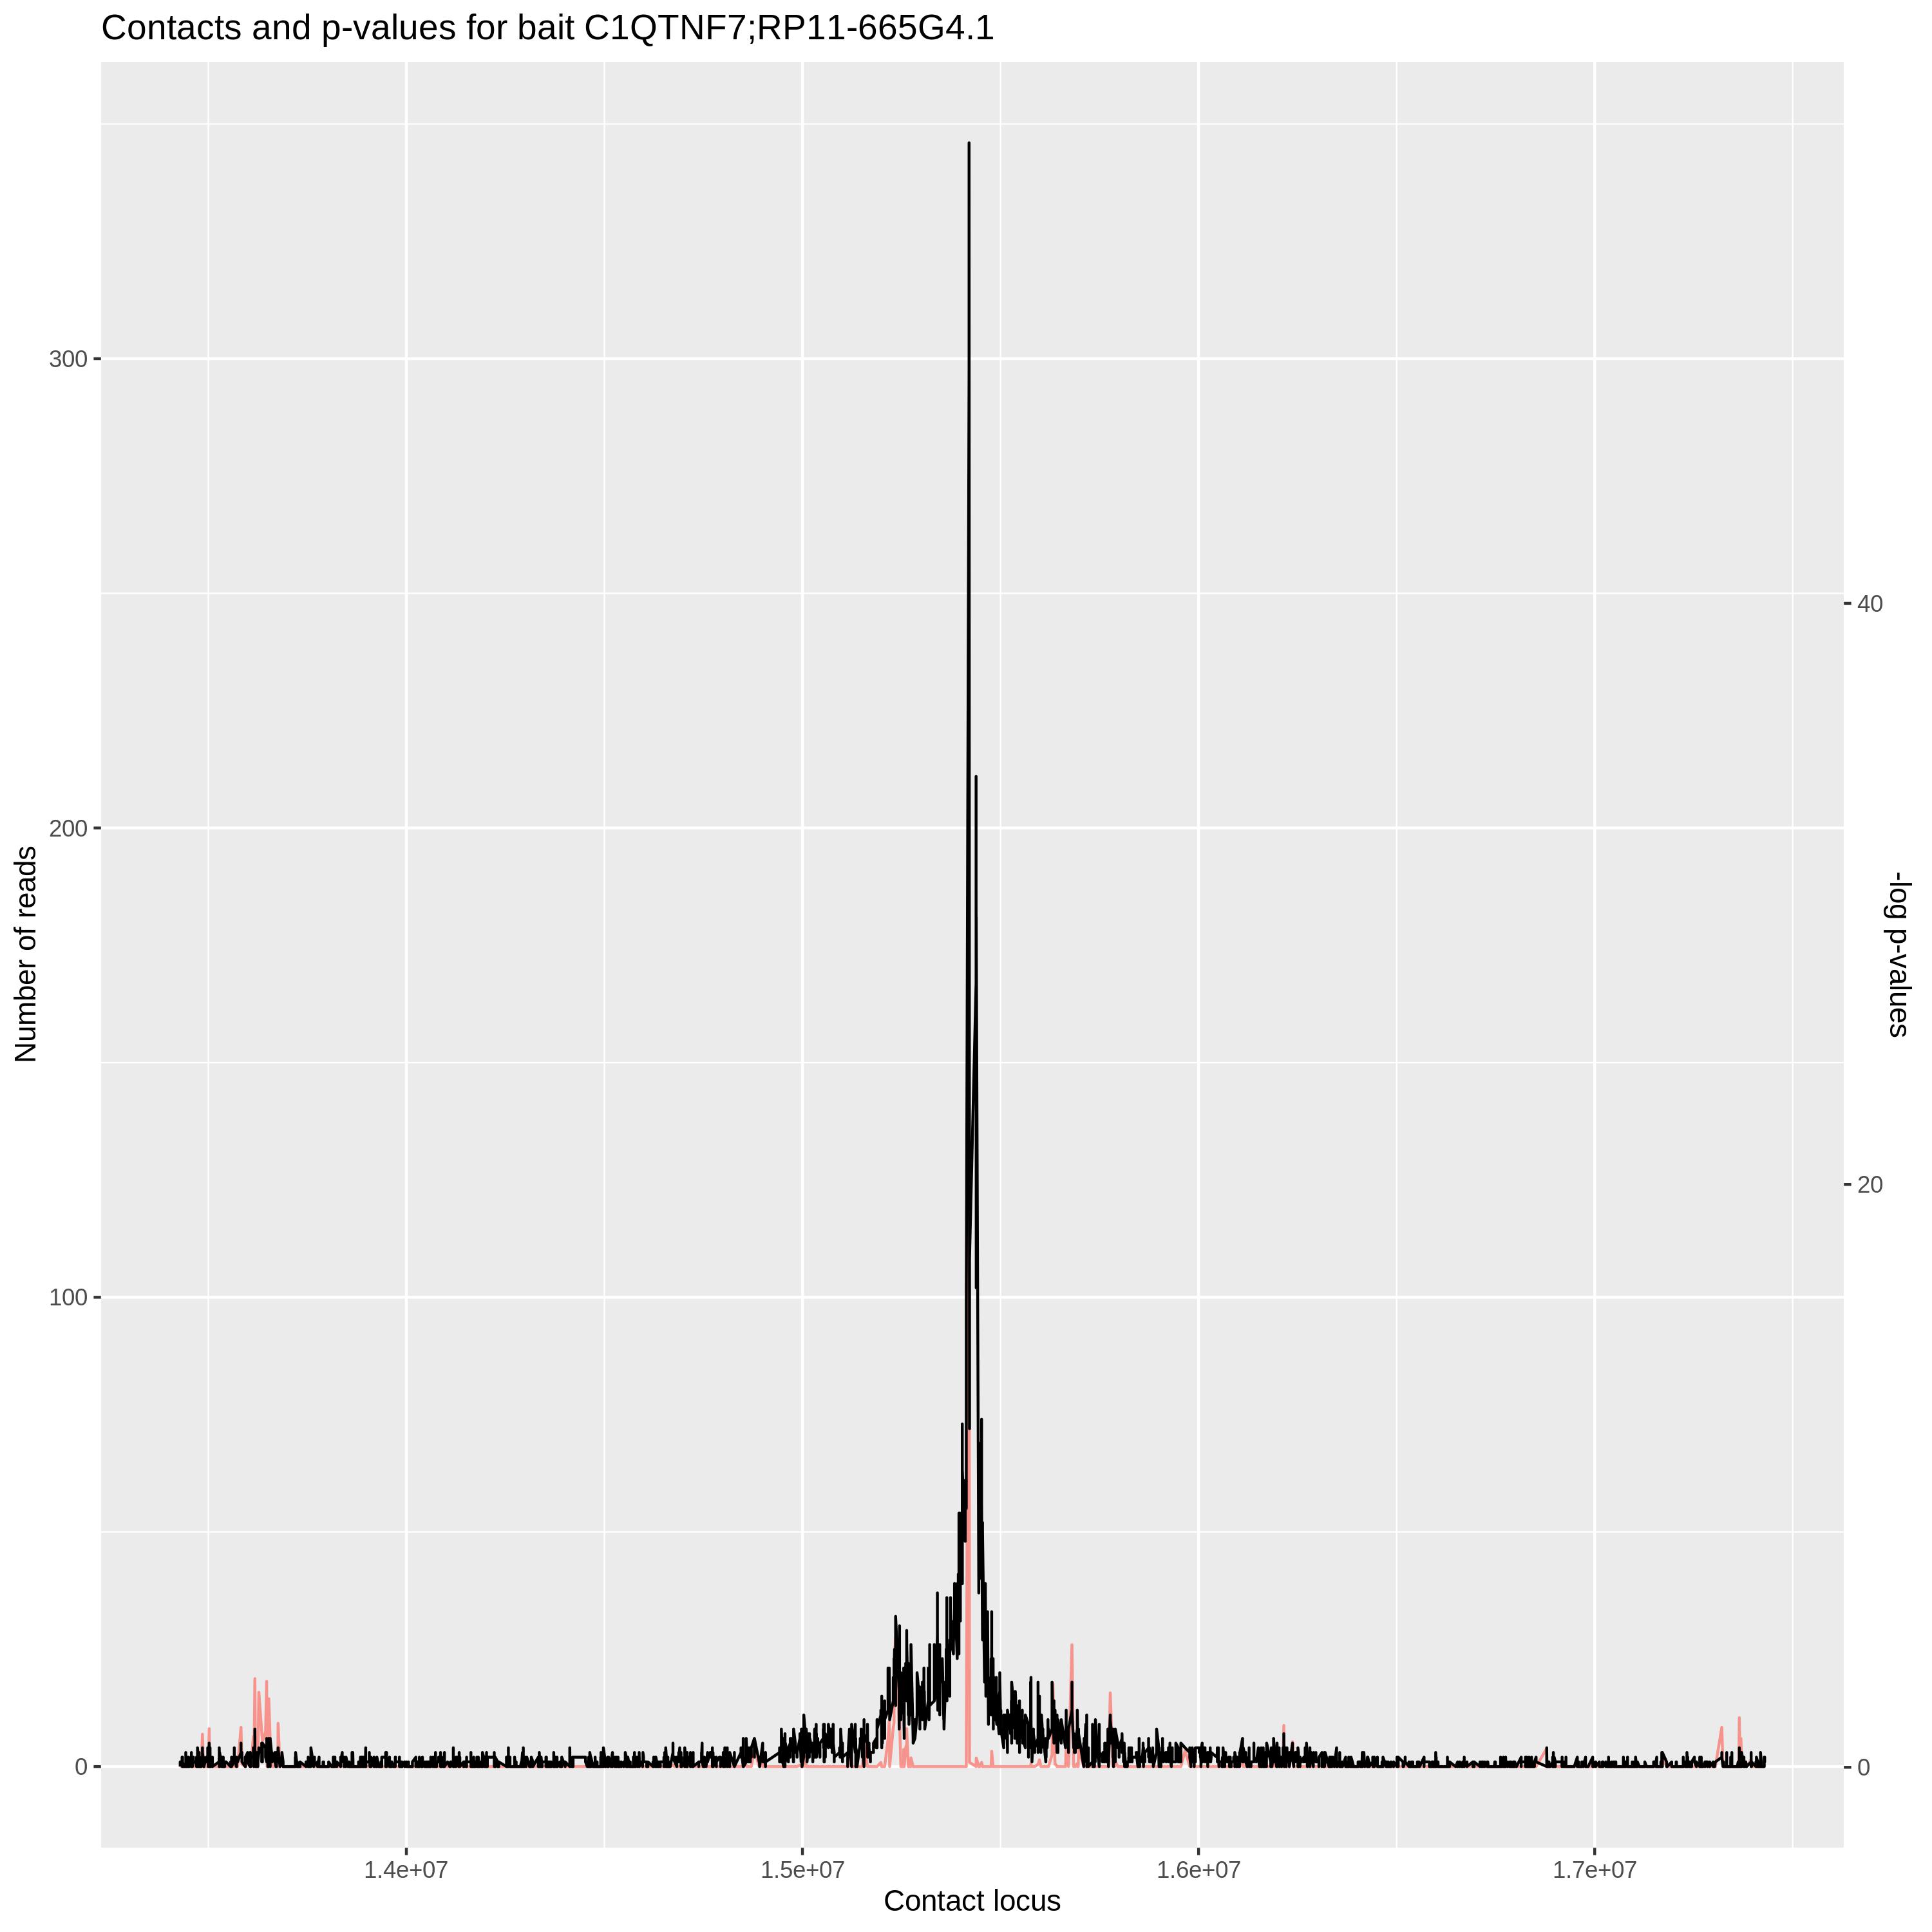 Contacts and p-values for bait C1QTNF7;RP11-665G4.1
Number of reads
300
200
100
0
40
20
0
-log p-values
1.4e+07
1.5e+07
1.6e+07
1.7e+07
Contact locus